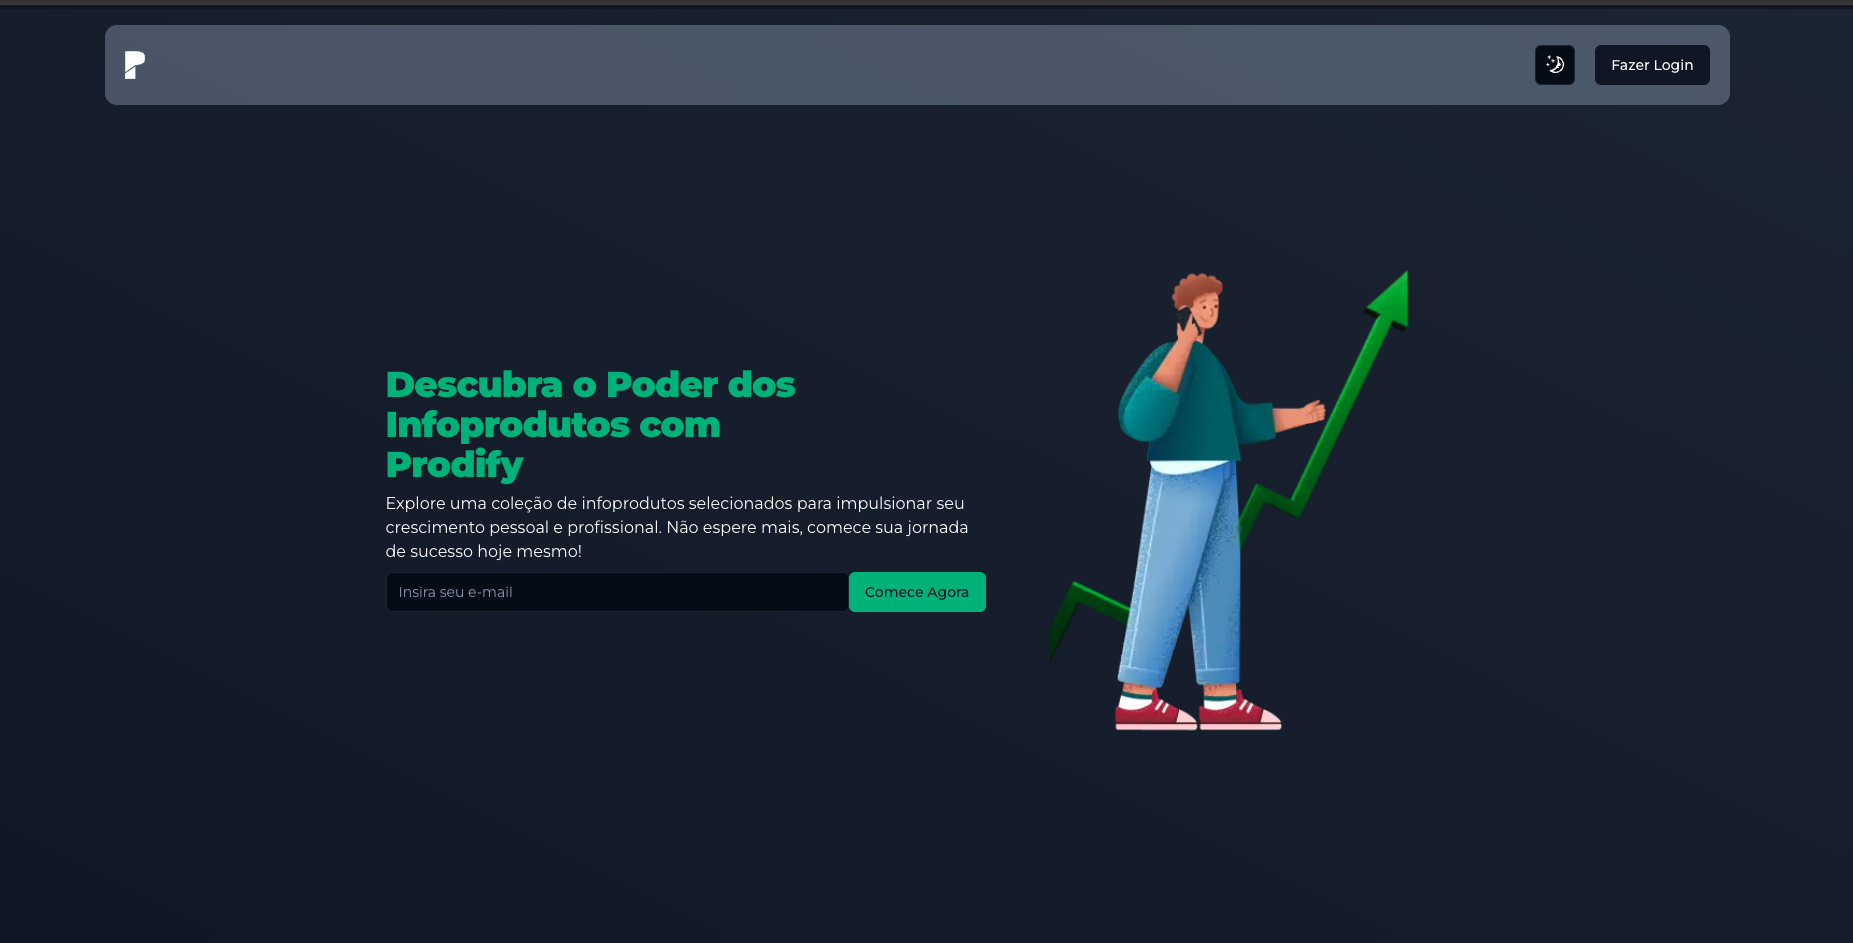 P
Fazer Login
Descubra o Poder dos
Infoprodutos com
Prodify
Explore uma coleção de infoprodutos selecionados para impulsionar seu
crescimento pessoal e profissional. Não espere mais, comece sua jornada
de sucesso hoje mesmo!
Insira seu e-mail
Comece Agora